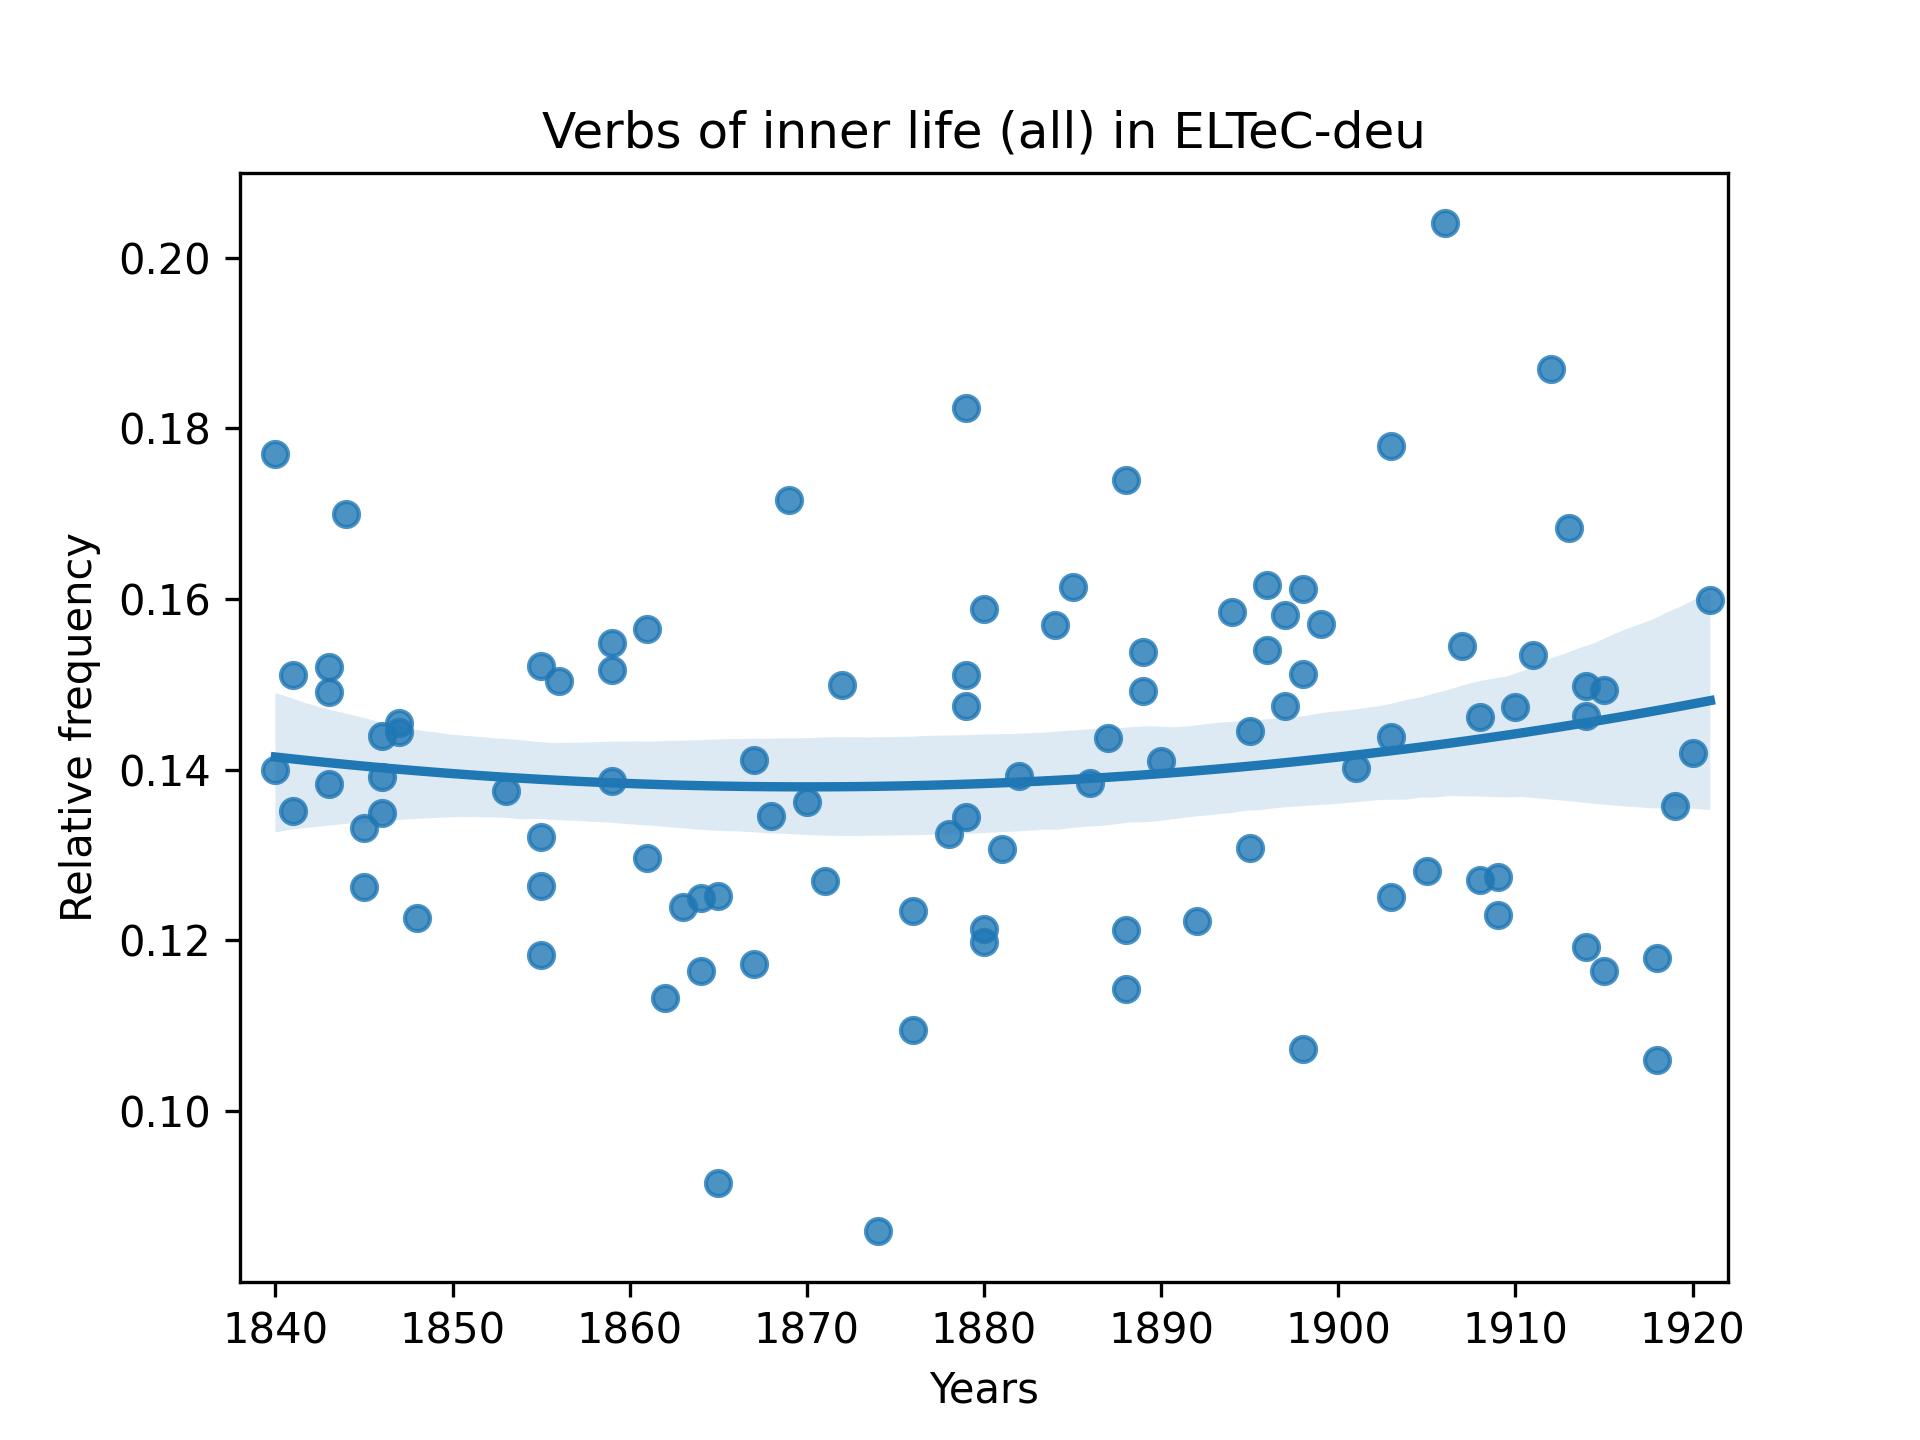 Verbs of inner life (all) in ELTeC-deu
0.20
0.18
0.16
0.14
0.12
0.10
Relative frequency
1840 1850 1860 1870 1880 1890 1900 1910 1920
Years